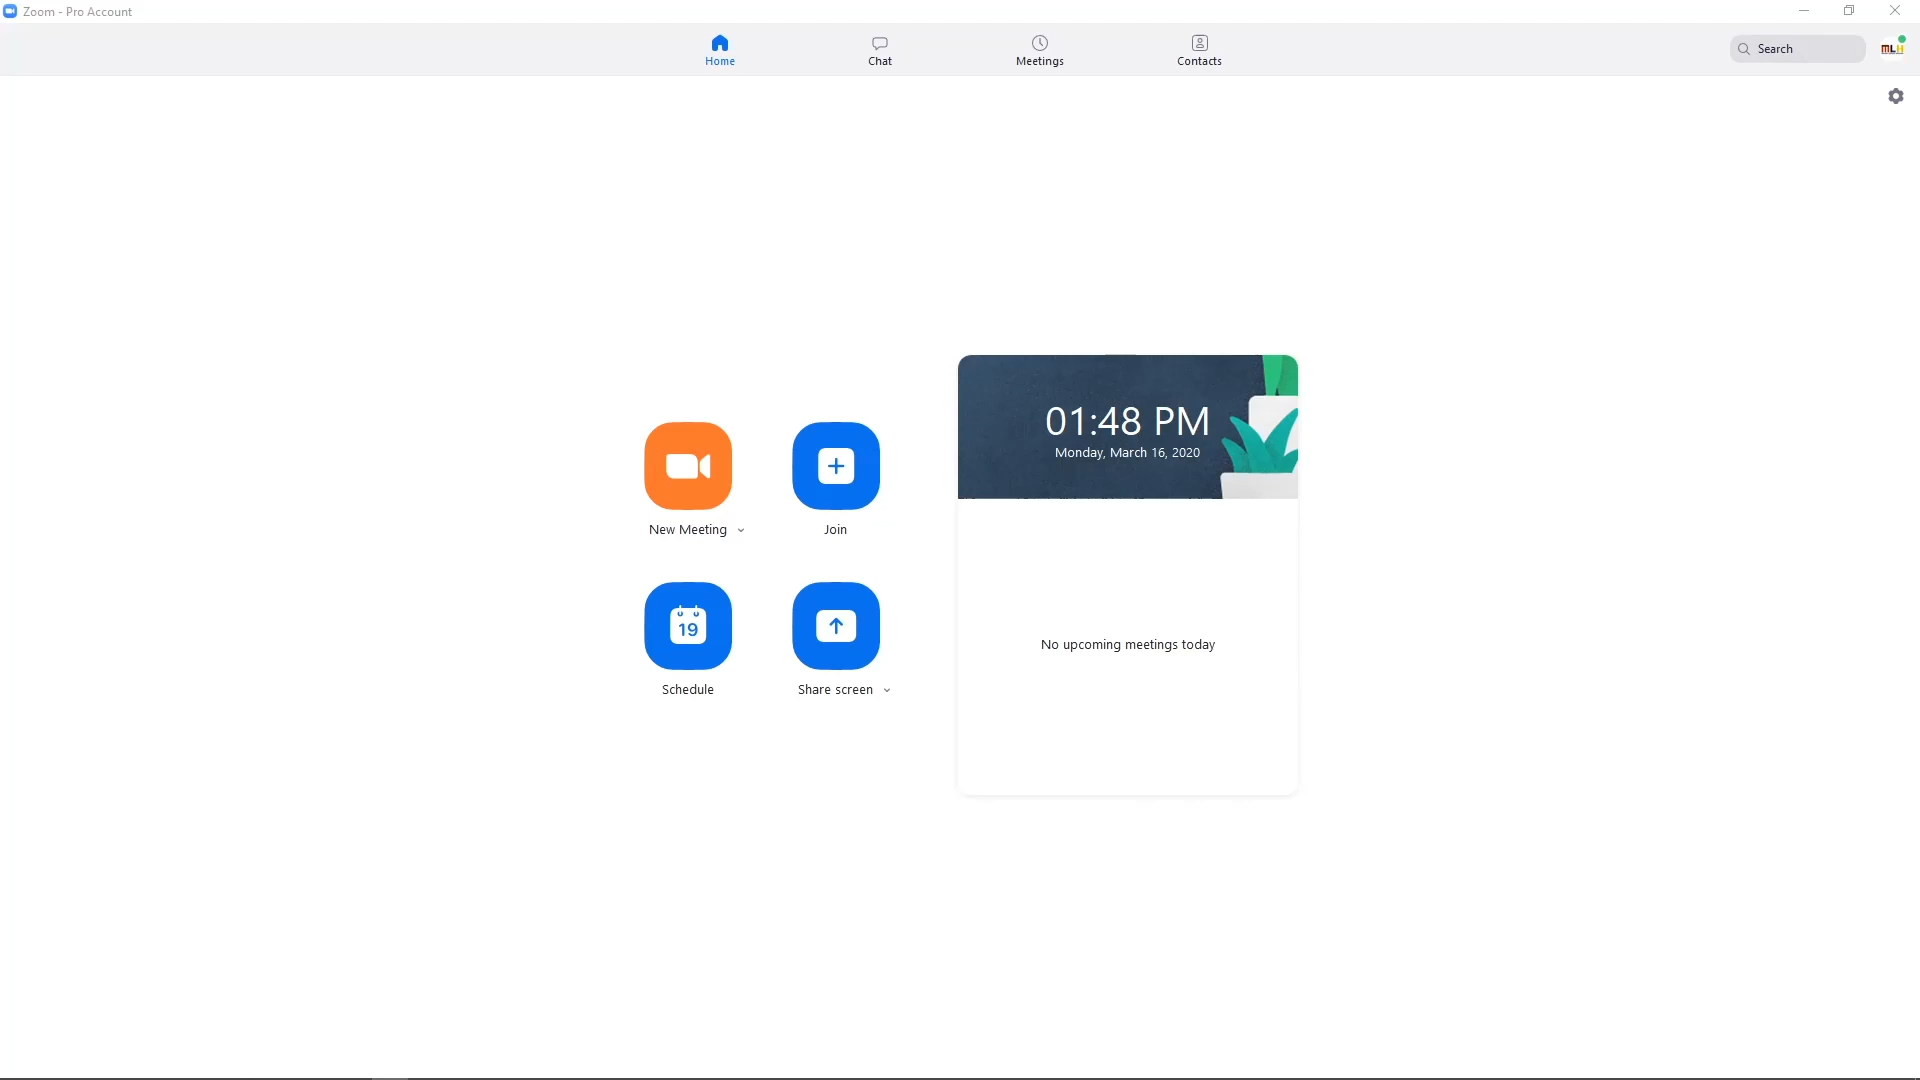 Zoom - Pro Account
Home
Chat
Meetings
Contacts
Search
MLH
01:48 PM
Monday, March 16, 2020
New Meeting
Join
19
Schedule
Share screen
No upcoming meetings today